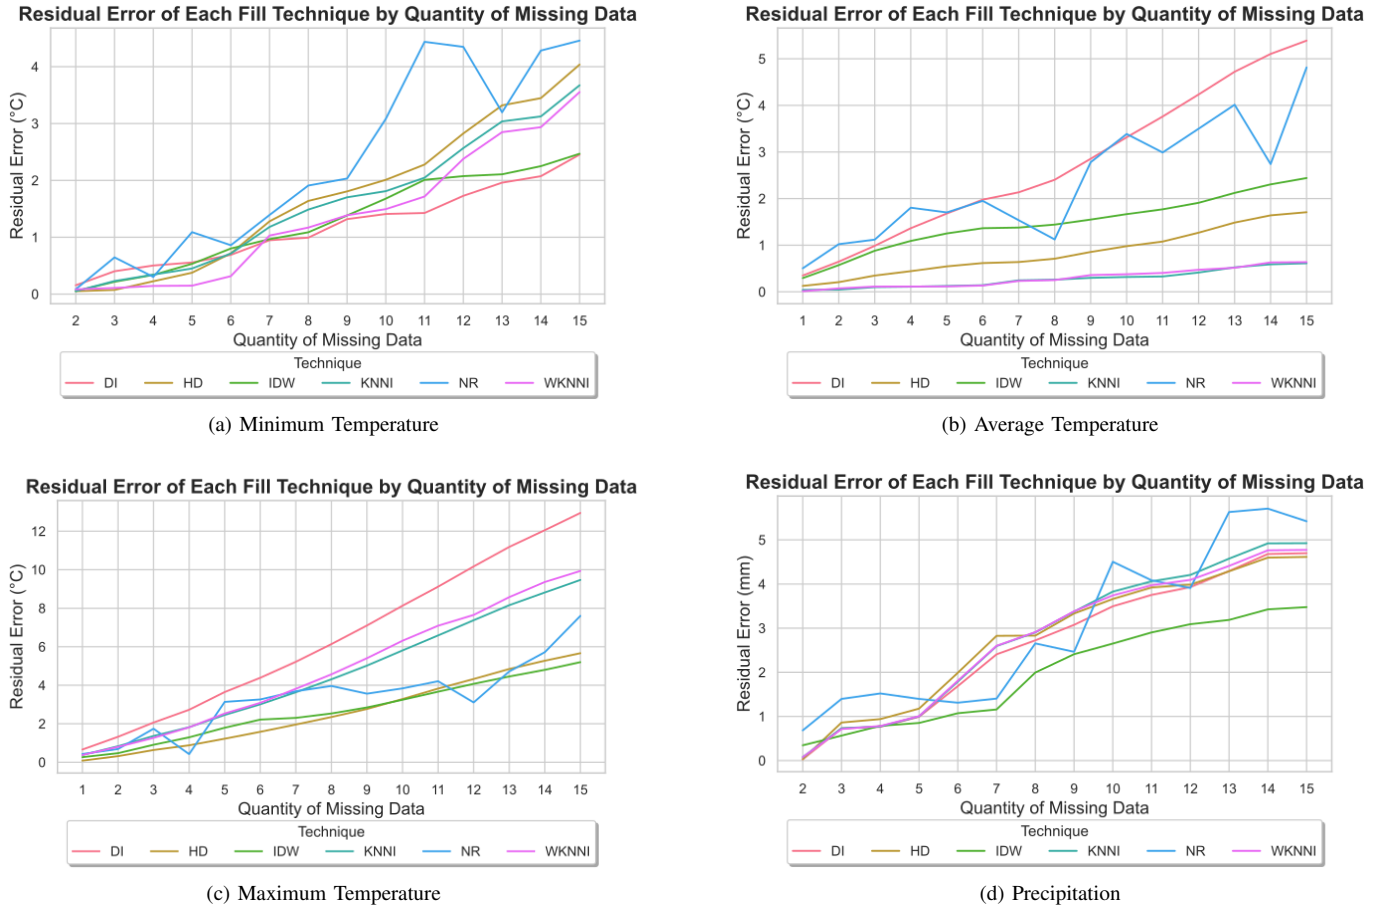 Residual Error of Each Fill Technique by Quantity of Missing Data
Residual Error (°C)
4
3
2
1
0
2 3 4 5 6 7 8 9 10 11 12 13 14 15
Quantity of Missing Data
Technique
DI HD IDW KNNI NR WKNNI
(a) Minimum Temperature
Residual Error of Each Fill Technique by Quantity of Missing Data
Residual Error (°C)
5
4
3
2
1
0
1 2 3 4 5 6 7 8 9 10 11 12 13 14 15
Quantity of Missing Data
Technique
DI HD IDW KNNI NR WKNNI
(b) Average Temperature
Residual Error of Each Fill Technique by Quantity of Missing Data
Residual Error (°C)
12
10
8
6
4
2
0
1 2 3 4 5 6 7 8 9 10 11 12 13 14 15
Quantity of Missing Data
Technique
DI HD IDW KNNI NR WKNNI
(c) Maximum Temperature
Residual Error of Each Fill Technique by Quantity of Missing Data
Residual Error (mm)
5
4
3
2
1
0
2 3 4 5 6 7 8 9 10 11 12 13 14 15
Quantity of Missing Data
Technique
DI HD IDW KNNI NR WKNNI
(d) Precipitation